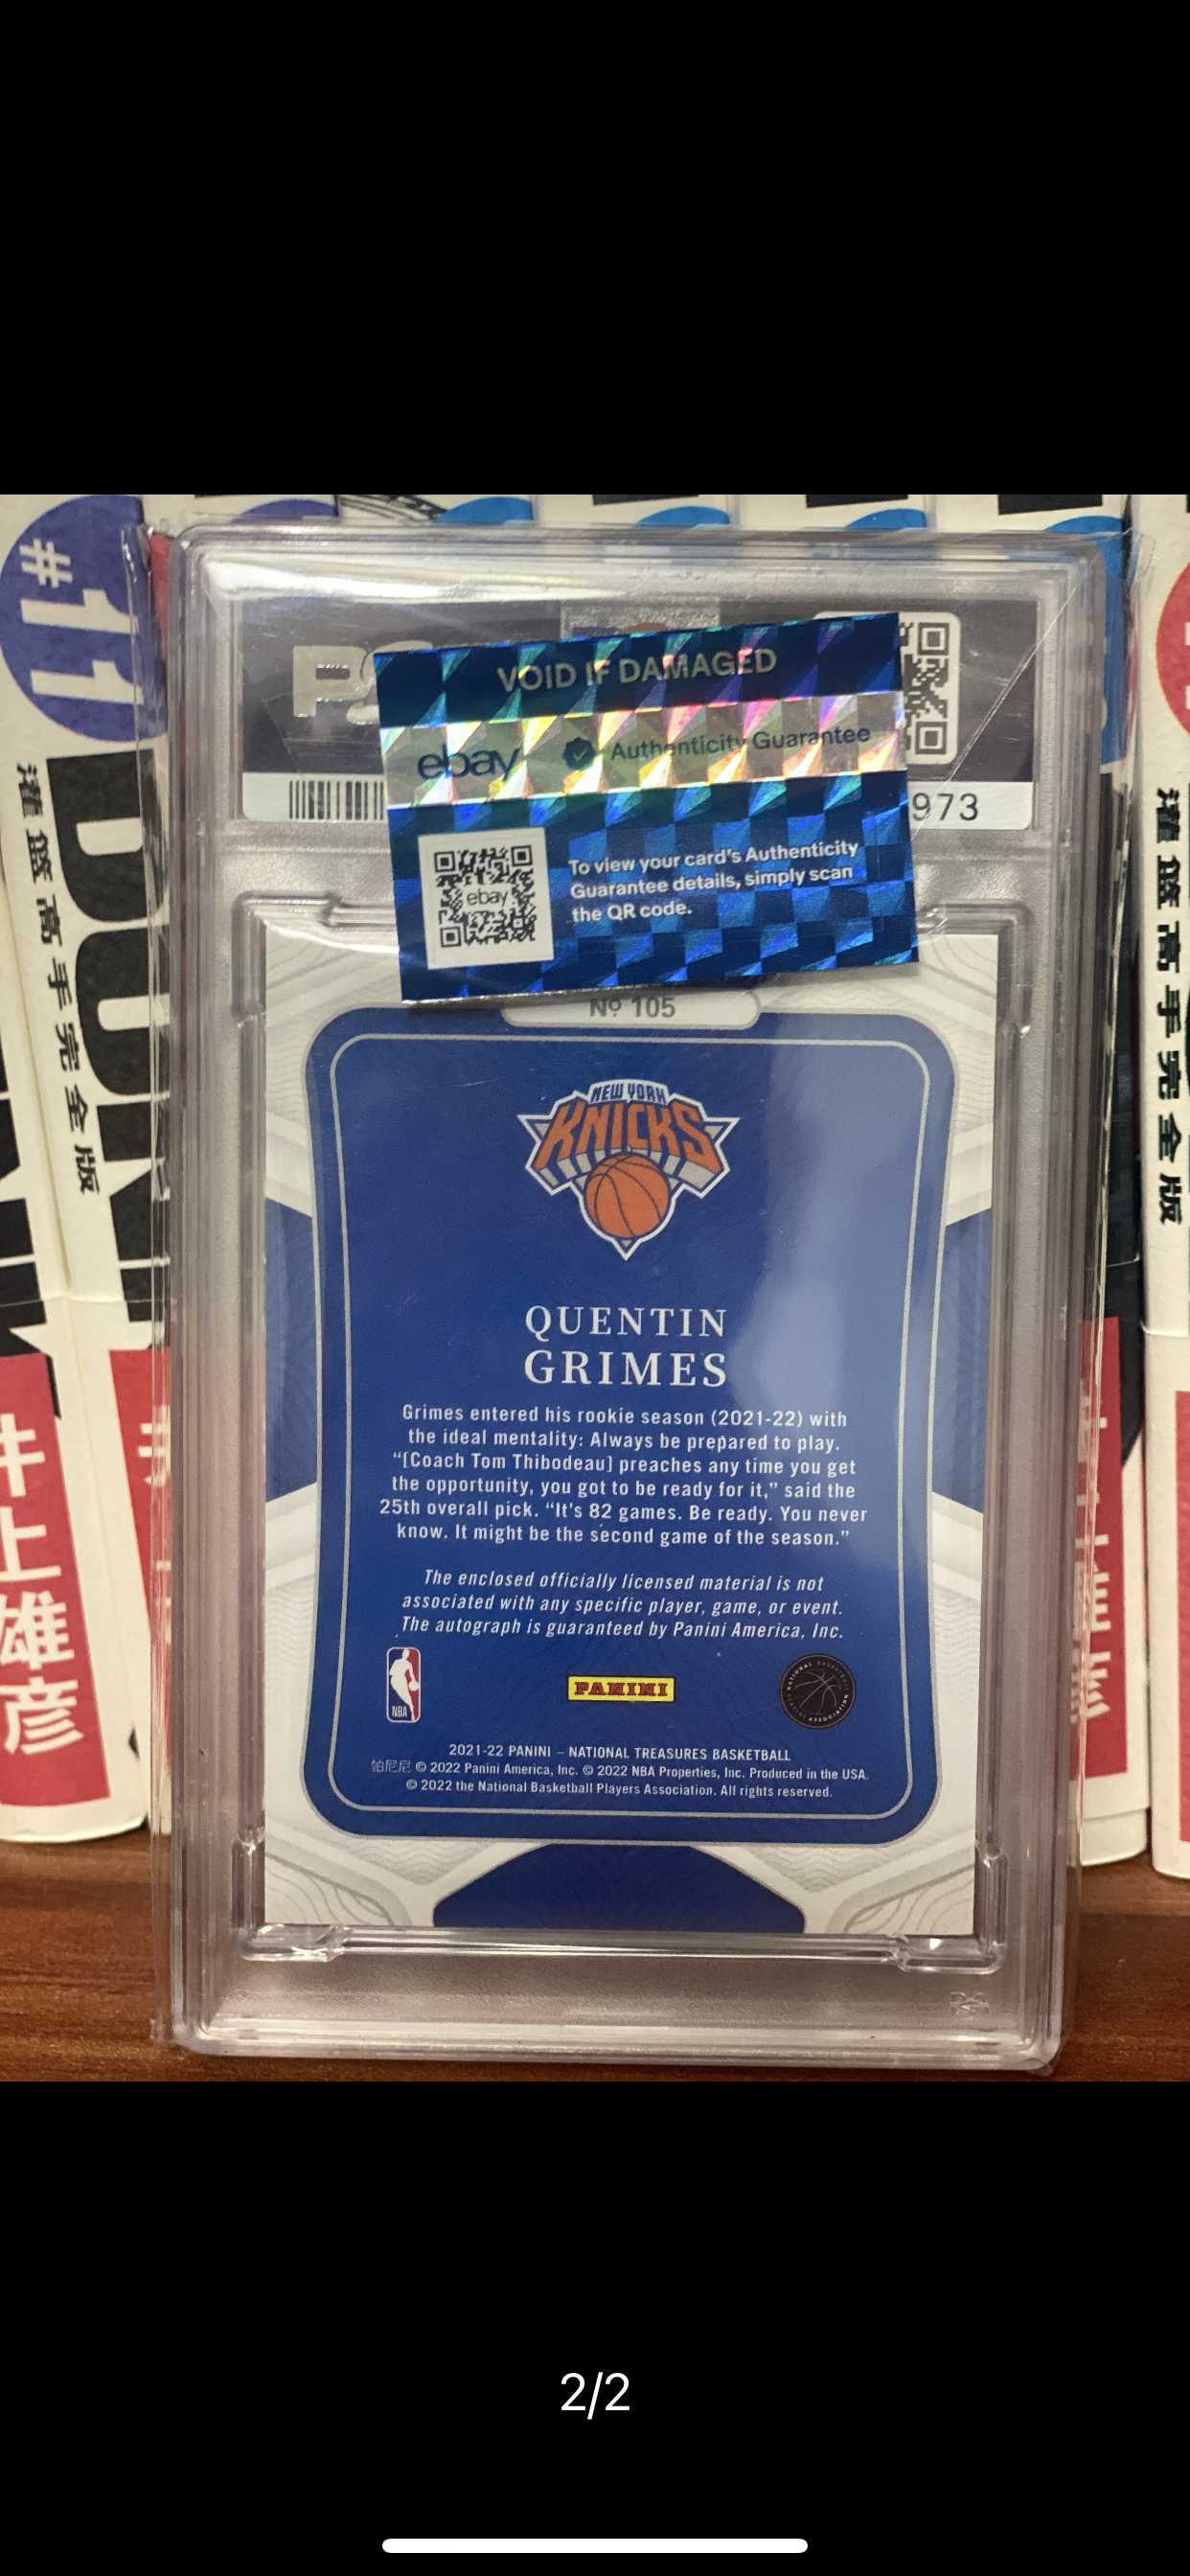 #11
灌籃高手完全版
灌籃高手完全版
井上雄彦
VOID IF DAMAGED
ebay Authenticity Guarantee
973
ebay
To view your card's Authenticity
Guarantee details, simply scan
the QR code.
Nº 105
NEW YORK
KNICKS
QUENTIN
GRIMES
Grimes entered his rookie season (2021-22) with
the ideal mentality: Always be prepared to play.
“[Coach Tom Thibodeau] preaches any time you get
the opportunity, you got to be ready for it,” said the
25th overall pick. “It's 82 games. Be ready. You never
know. It might be the second game of the season.”
The enclosed officially licensed material is not
associated with any specific player, game, or event.
The autograph is guaranteed by Panini America, Inc.
NBA
PANINI
NATIONAL BASKETBALL
PLAYERS ASSOCIATION
2021-22 PANINI – NATIONAL TREASURES BASKETBALL
帕尼尼 © 2022 Panini America, Inc. © 2022 NBA Properties, Inc. Produced in the USA.
© 2022 the National Basketball Players Association. All rights reserved.
2/2